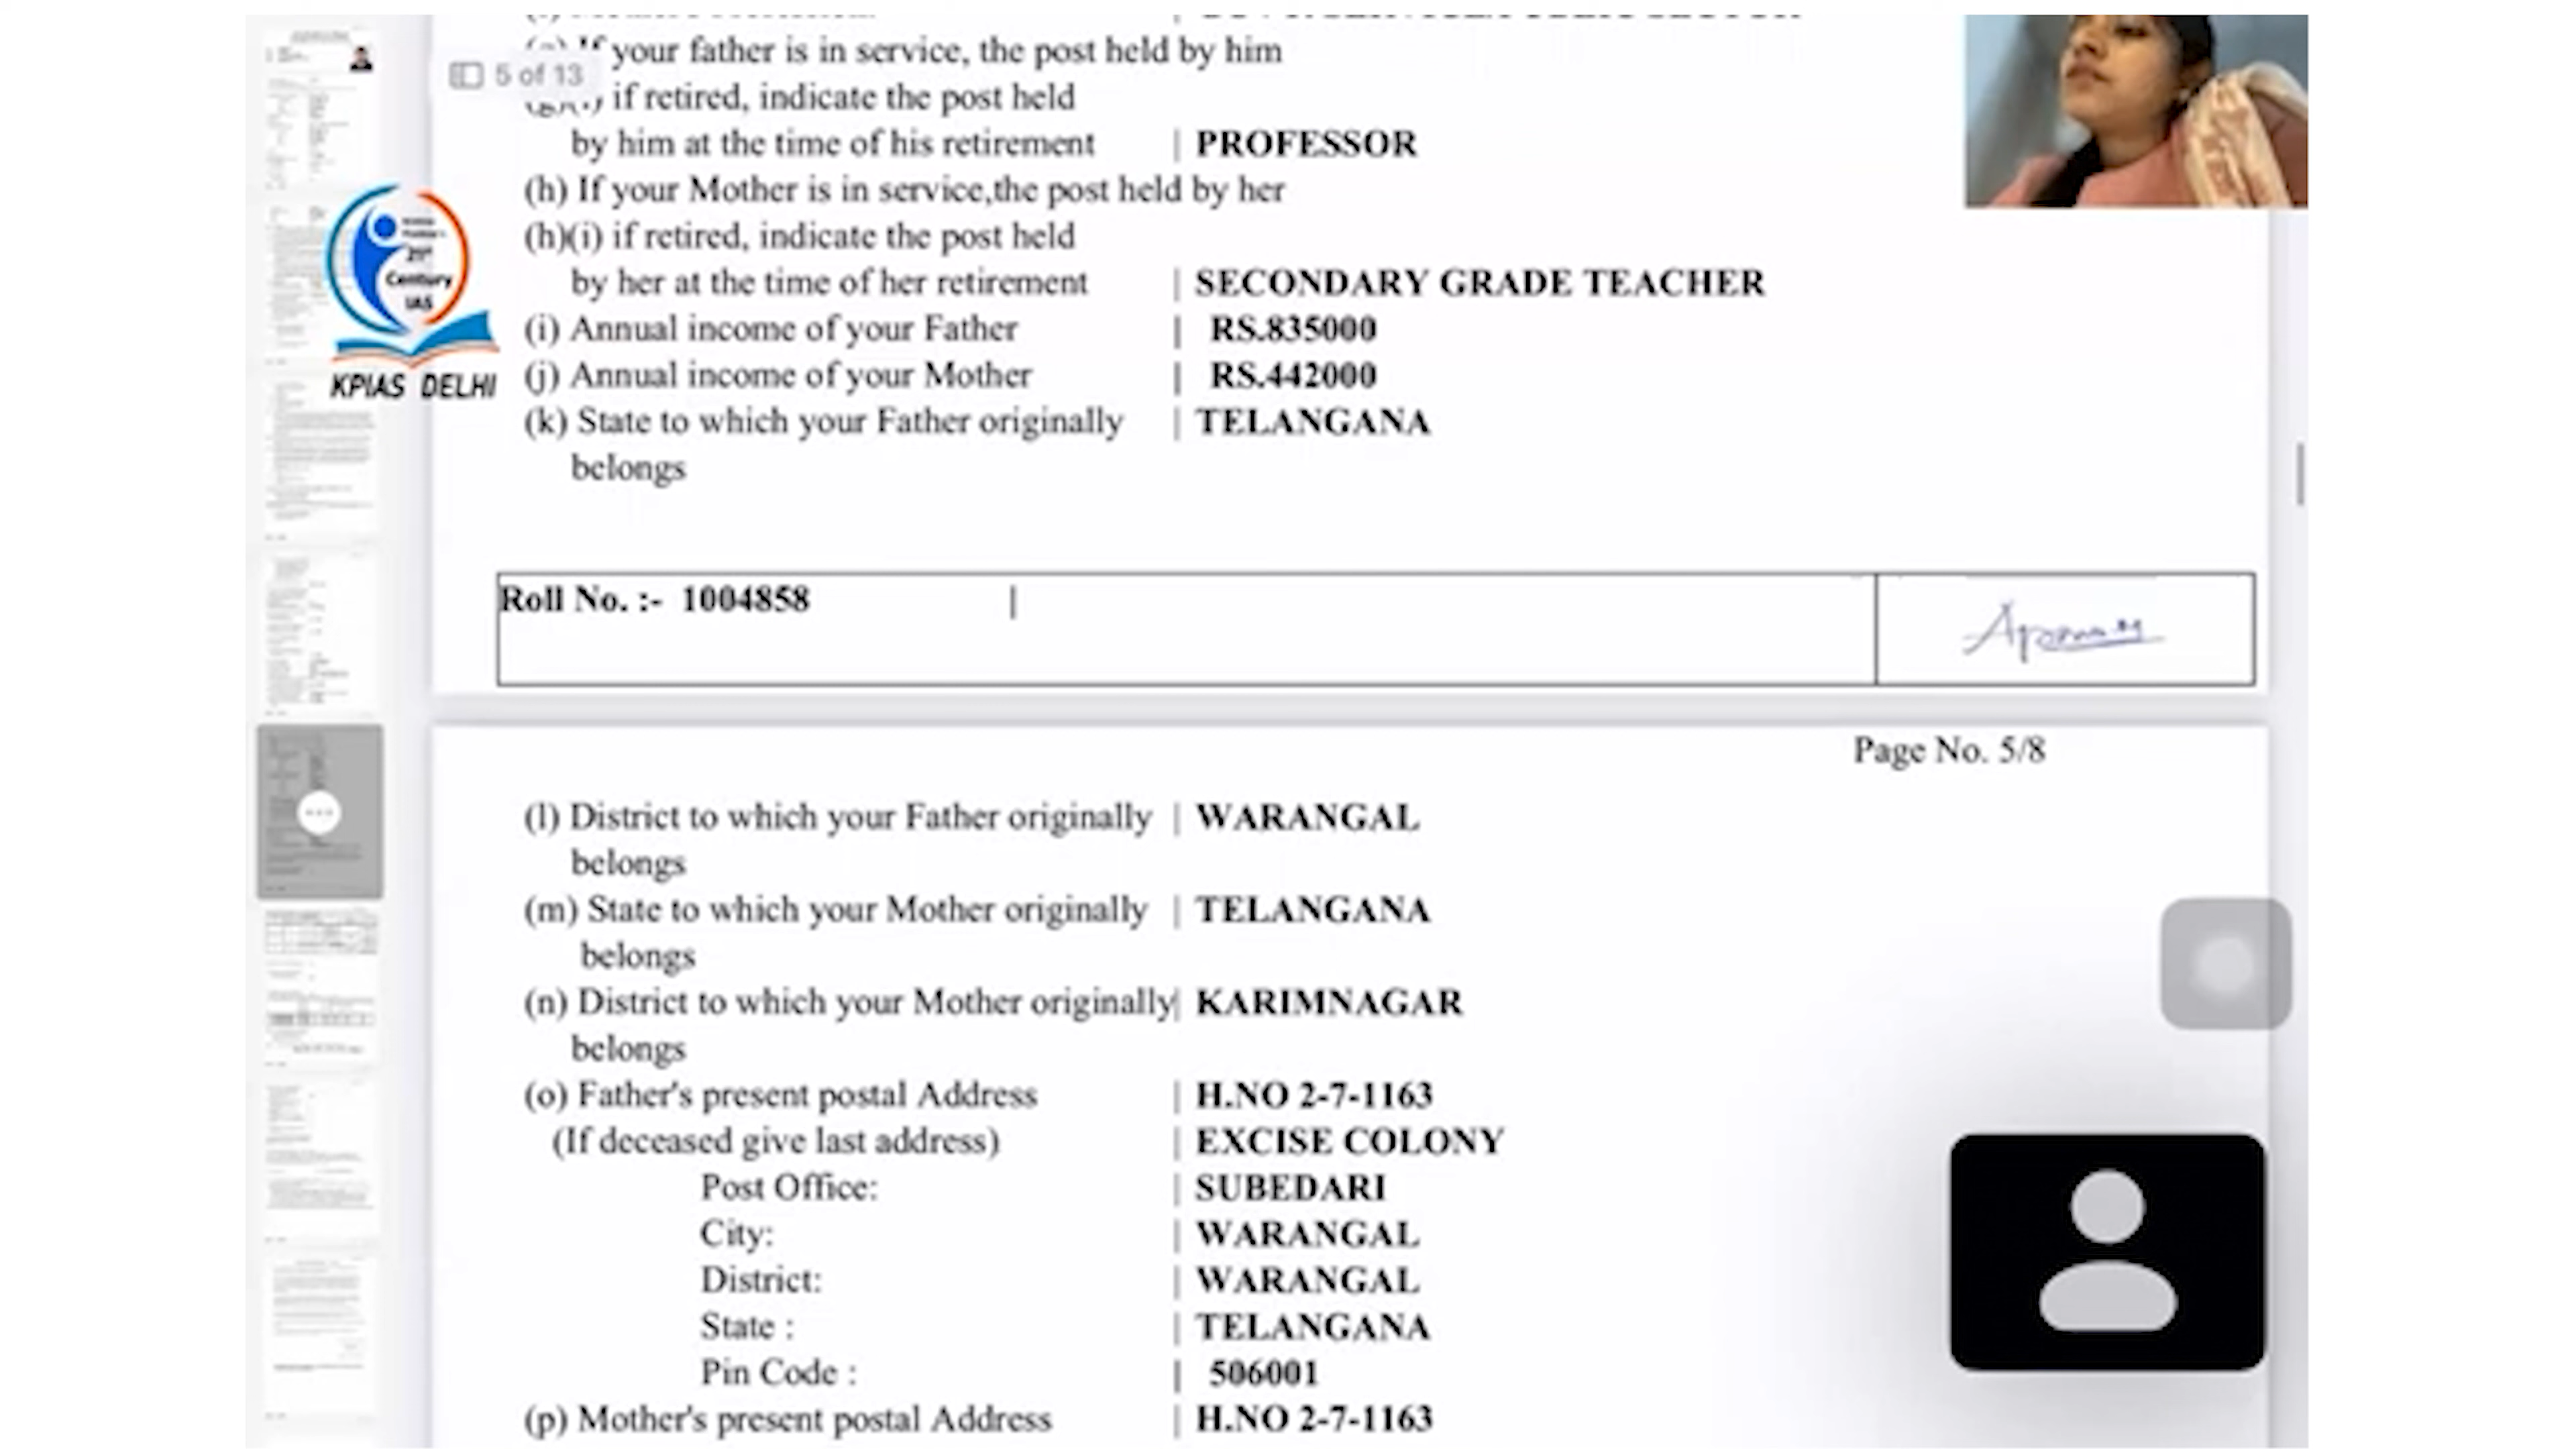 your father is in service, the post held by him
5 of 13
if retired, indicate the post held
by him at the time of his retirement | PROFESSOR
(h) If your Mother is in service,the post held by her
(h)(i) if retired, indicate the post held
by her at the time of her retirement | SECONDARY GRADE TEACHER
(i) Annual income of your Father | RS.835000
(j) Annual income of your Mother | RS.442000
(k) State to which your Father originally | TELANGANA
belongs
21st
Century
IAS
KPIAS DELHI
Roll No. :- 1004858 |
Page No. 5/8
(l) District to which your Father originally | WARANGAL
belongs
(m) State to which your Mother originally | TELANGANA
belongs
(n) District to which your Mother originally| KARIMNAGAR
belongs
(o) Father's present postal Address | H.NO 2-7-1163
(If deceased give last address) | EXCISE COLONY
Post Office: | SUBEDARI
City: | WARANGAL
District: | WARANGAL
State : | TELANGANA
Pin Code : | 506001
(p) Mother's present postal Address | H.NO 2-7-1163